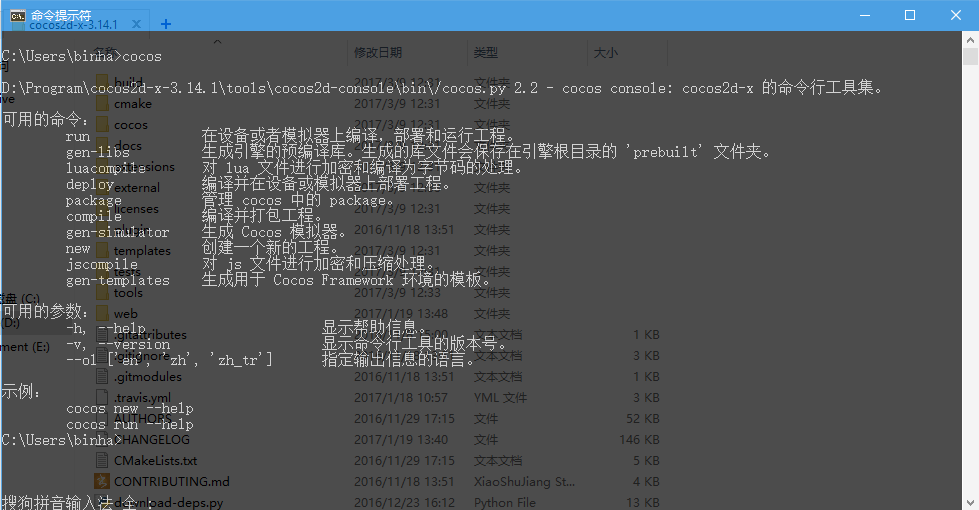 命令提示符
cocos2d-x-3.14.1
名称 修改日期 类型 大小
C:\Users\binha>cocos
D:\Program\cocos2d-x-3.14.1\tools\cocos2d-console\bin\/cocos.py 2.2 - cocos console: cocos2d-x 的命令行工具集。
可用的命令:
run 在设备或者模拟器上编译，部署和运行工程。
gen-libs 生成引擎的预编译库。生成的库文件会保存在引擎根目录的 'prebuilt' 文件夹。
luacompile 对 lua 文件进行加密和编译为字节码的处理。
deploy 编译并在设备或模拟器上部署工程。
package 管理 cocos 中的 package。
compile 编译并打包工程。
gen-simulator 生成 Cocos 模拟器。
new 创建一个新的工程。
jscompile 对 js 文件进行加密和压缩处理。
gen-templates 生成用于 Cocos Framework 环境的模板。
可用的参数:
-h, --help 显示帮助信息。
-v, --version 显示命令行工具的版本号。
--ol ['en', 'zh', 'zh_tr'] 指定输出信息的语言。
示例:
cocos new --help
cocos run --help
C:\Users\binha>
搜狗拼音输入法 全 :
build 2017/3/9 12:31 文件夹
cmake 2017/3/9 12:31 文件夹
cocos 2017/3/9 12:31 文件夹
docs 2017/3/9 12:31 文件夹
extensions 2017/3/9 12:31 文件夹
external 2017/3/9 12:31 文件夹
licenses 2017/3/9 12:31 文件夹
2016/11/18 13:51 文件夹
templates 2017/3/9 12:31 文件夹
tests 文件夹
tools 2017/3/9 12:33 文件夹
web 2017/1/19 13:48 文件夹
.gitattributes 文本文档 1 KB
.gitignore 文本文档 3 KB
.gitmodules 2016/11/18 13:51 文本文档 1 KB
.travis.yml 2017/1/18 10:57 YML 文件 3 KB
AUTHORS 2016/11/29 17:15 文件 52 KB
CHANGELOG 2017/1/19 13:40 文件 146 KB
CMakeLists.txt 2016/11/29 17:15 文本文档 5 KB
CONTRIBUTING.md 2016/11/18 13:51 XiaoShuJiang St... 4 KB
download-deps.py 2016/12/23 16:12 Python File 13 KB
(C:)
(D:)
ment (E:)